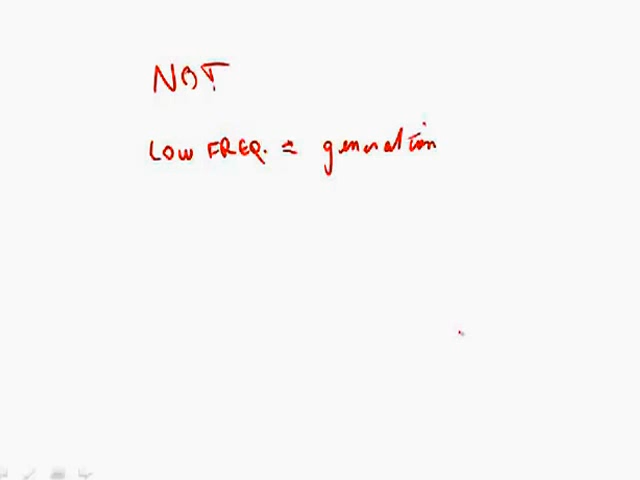 NOT
LOW FREQ. = generation